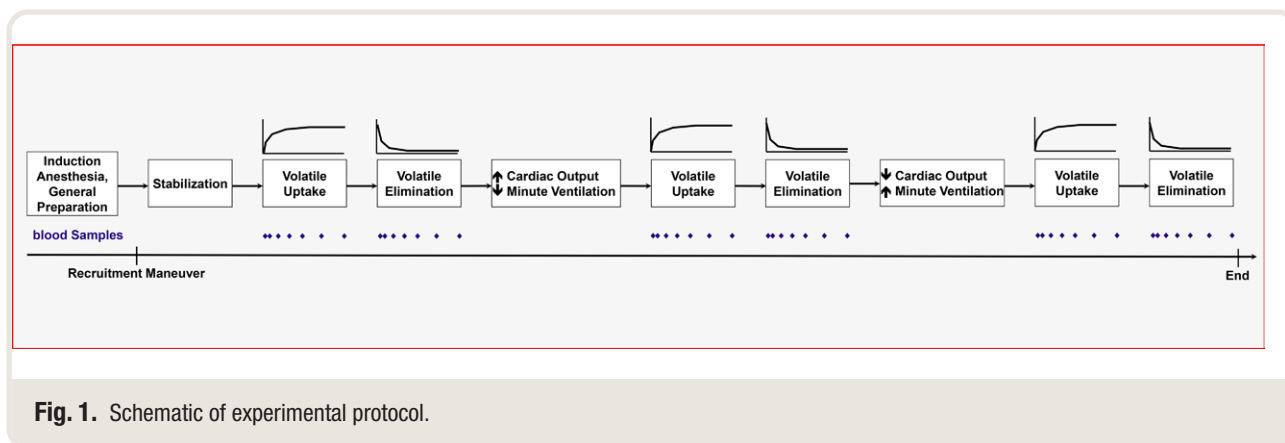 Induction
Anesthesia,
General
Preparation
Stabilization
Volatile
Uptake
Volatile
Elimination
Cardiac Output
Minute Ventilation
Volatile
Uptake
Volatile
Elimination
Cardiac Output
Minute Ventilation
Volatile
Uptake
Volatile
Elimination
blood Samples
Recruitment Maneuver
End
Fig. 1. Schematic of experimental protocol.